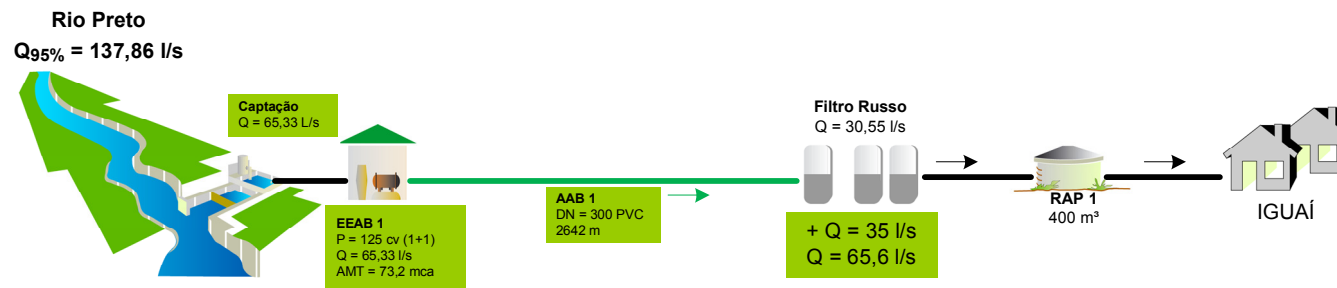 Rio Preto
Q95% = 137,86 l/s
Captação
Q = 65,33 L/s
EEAB 1
P = 125 cv (1+1)
Q = 65,33 l/s
AMT = 73,2 mca
AAB 1
DN = 300 PVC
2642 m
Filtro Russo
Q = 30,55 l/s
+ Q = 35 l/s
Q = 65,6 l/s
RAP 1
400 m³
IGUAÍ